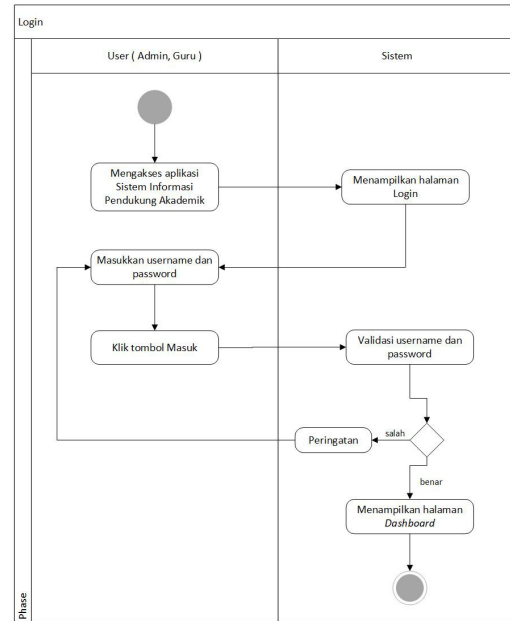 Login
User ( Admin, Guru )
Sistem
Mengakses aplikasi
Sistem Informasi
Pendukung Akademik
Menampilkan halaman
Login
Masukkan username dan
password
Klik tombol Masuk
Validasi username dan
password
salah
Peringatan
benar
Menampilkan halaman
Dashboard
Phase